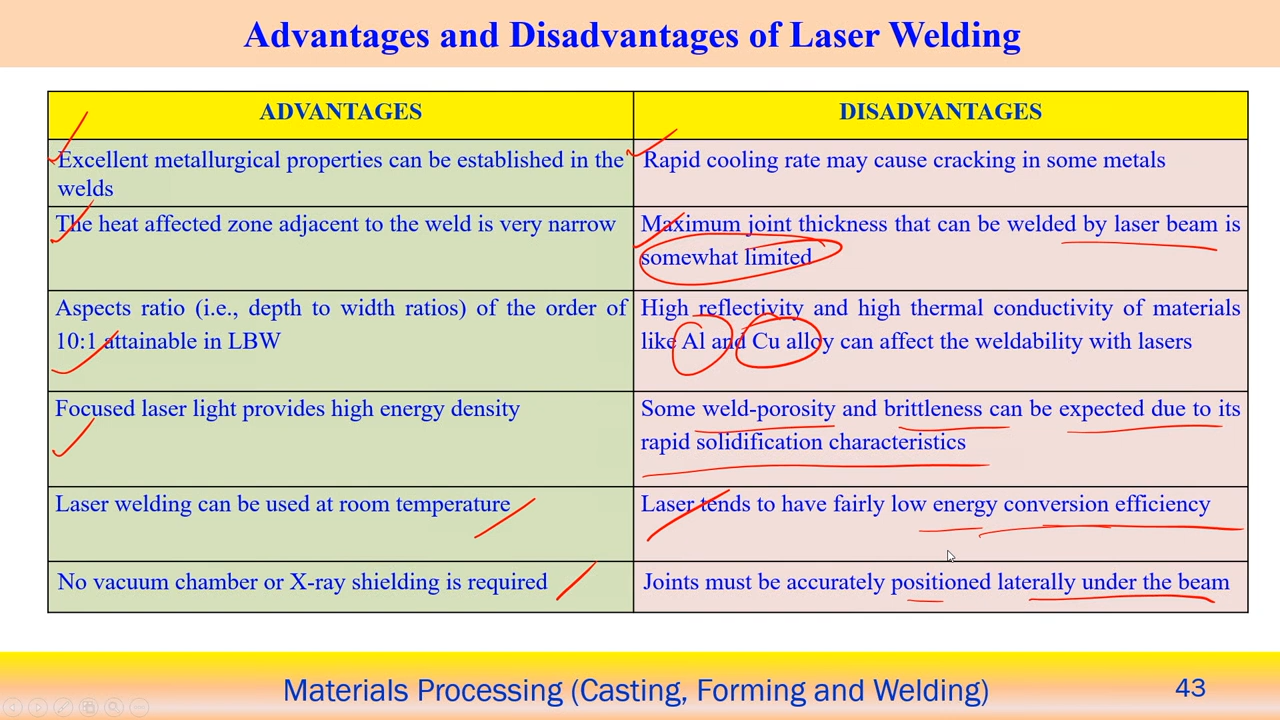 Advantages and Disadvantages of Laser Welding
ADVANTAGES
DISADVANTAGES
Excellent metallurgical properties can be established in the
welds
Rapid cooling rate may cause cracking in some metals
The heat affected zone adjacent to the weld is very narrow
Maximum joint thickness that can be welded by laser beam is
somewhat limited
Aspects ratio (i.e., depth to width ratios) of the order of
10:1 attainable in LBW
High reflectivity and high thermal conductivity of materials
like Al and Cu alloy can affect the weldability with lasers
Focused laser light provides high energy density
Some weld-porosity and brittleness can be expected due to its
rapid solidification characteristics
Laser welding can be used at room temperature
Laser tends to have fairly low energy conversion efficiency
No vacuum chamber or X-ray shielding is required
Joints must be accurately positioned laterally under the beam
Materials Processing (Casting, Forming and Welding)
43